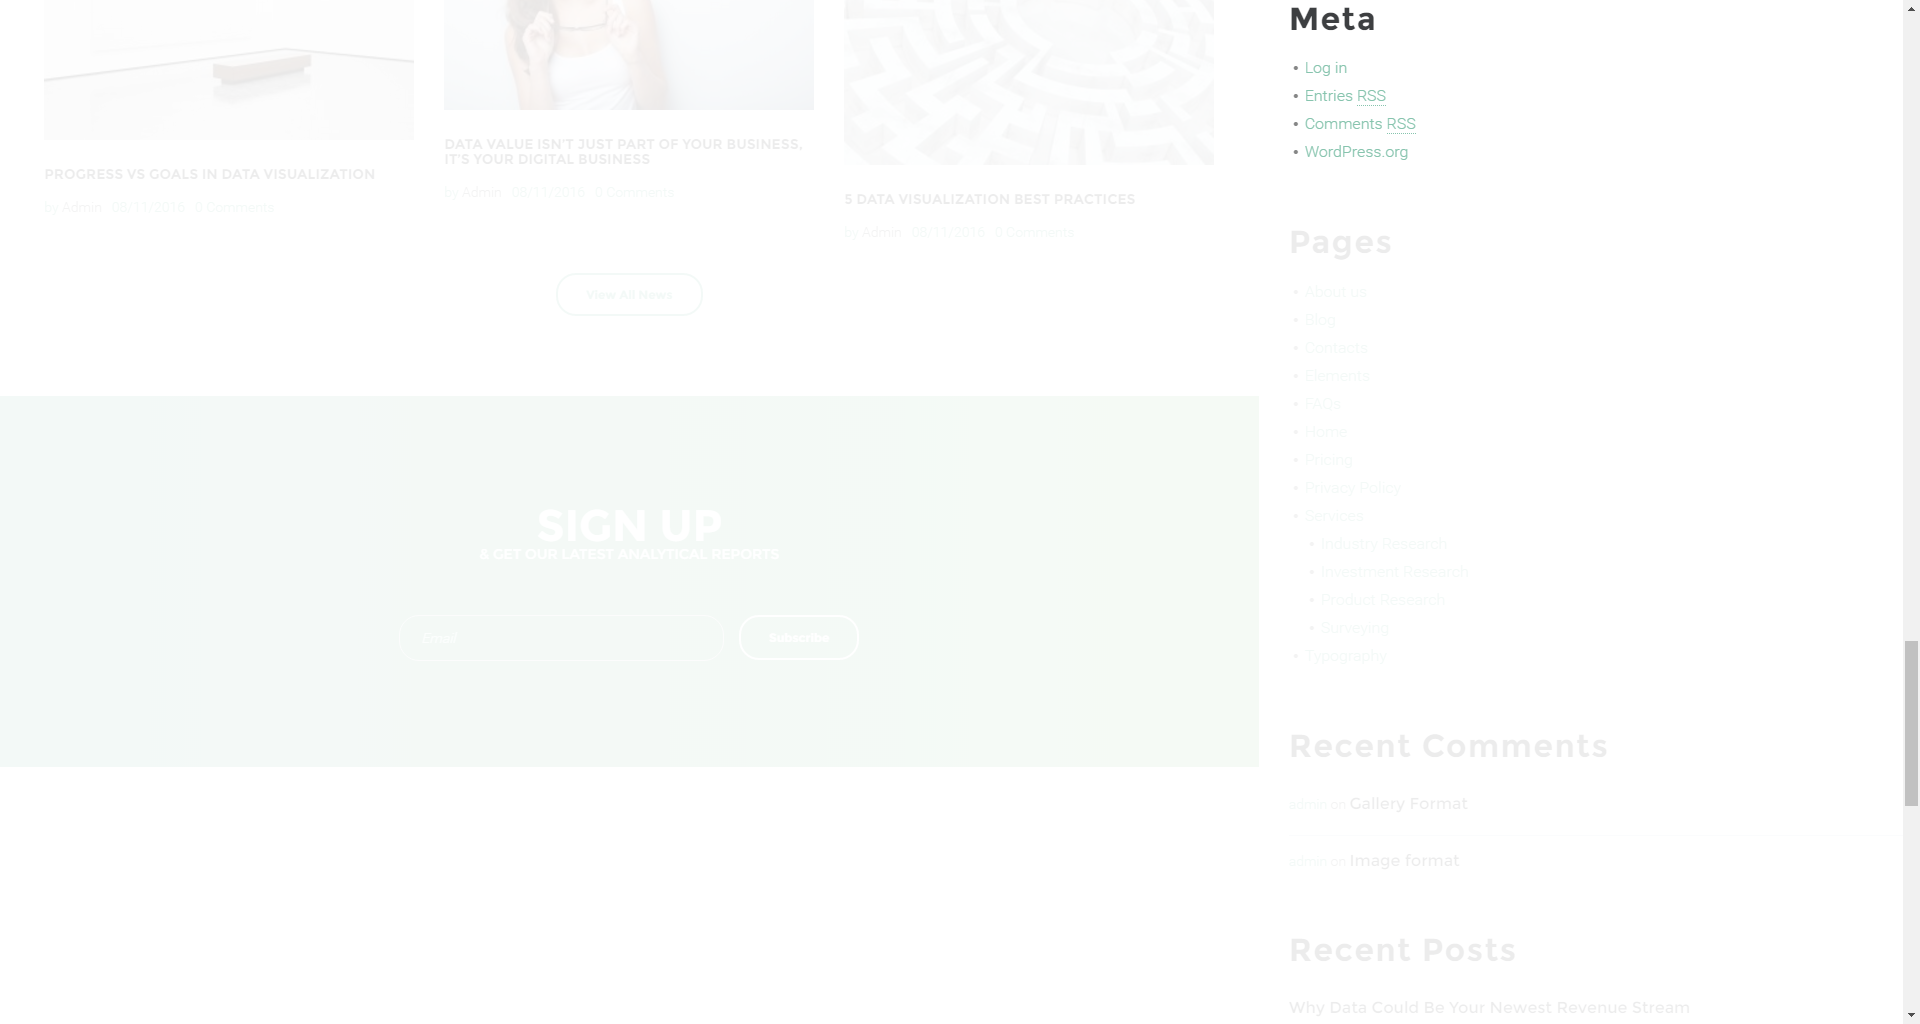 PROGRESS VS GOALS IN DATA VISUALIZATION
by Admin 08/11/2016 0 Comments
DATA VALUE ISN'T JUST PART OF YOUR BUSINESS,
IT'S YOUR DIGITAL BUSINESS
by Admin 08/11/2016 0 Comments
5 DATA VISUALIZATION BEST PRACTICES
by Admin 08/11/2016 0 Comments
View All News
SIGN UP
& GET OUR LATEST ANALYTICAL REPORTS
Email
Subscribe
Meta
• Log in
• Entries RSS
• Comments RSS
• WordPress.org
Pages
• About us
• Blog
• Contacts
• Elements
• FAQs
• Home
• Pricing
• Privacy Policy
• Services
• Industry Research
• Investment Research
• Product Research
• Surveying
• Typography
Recent Comments
admin on Gallery Format
admin on Image format
Recent Posts
Why Data Could Be Your Newest Revenue Stream